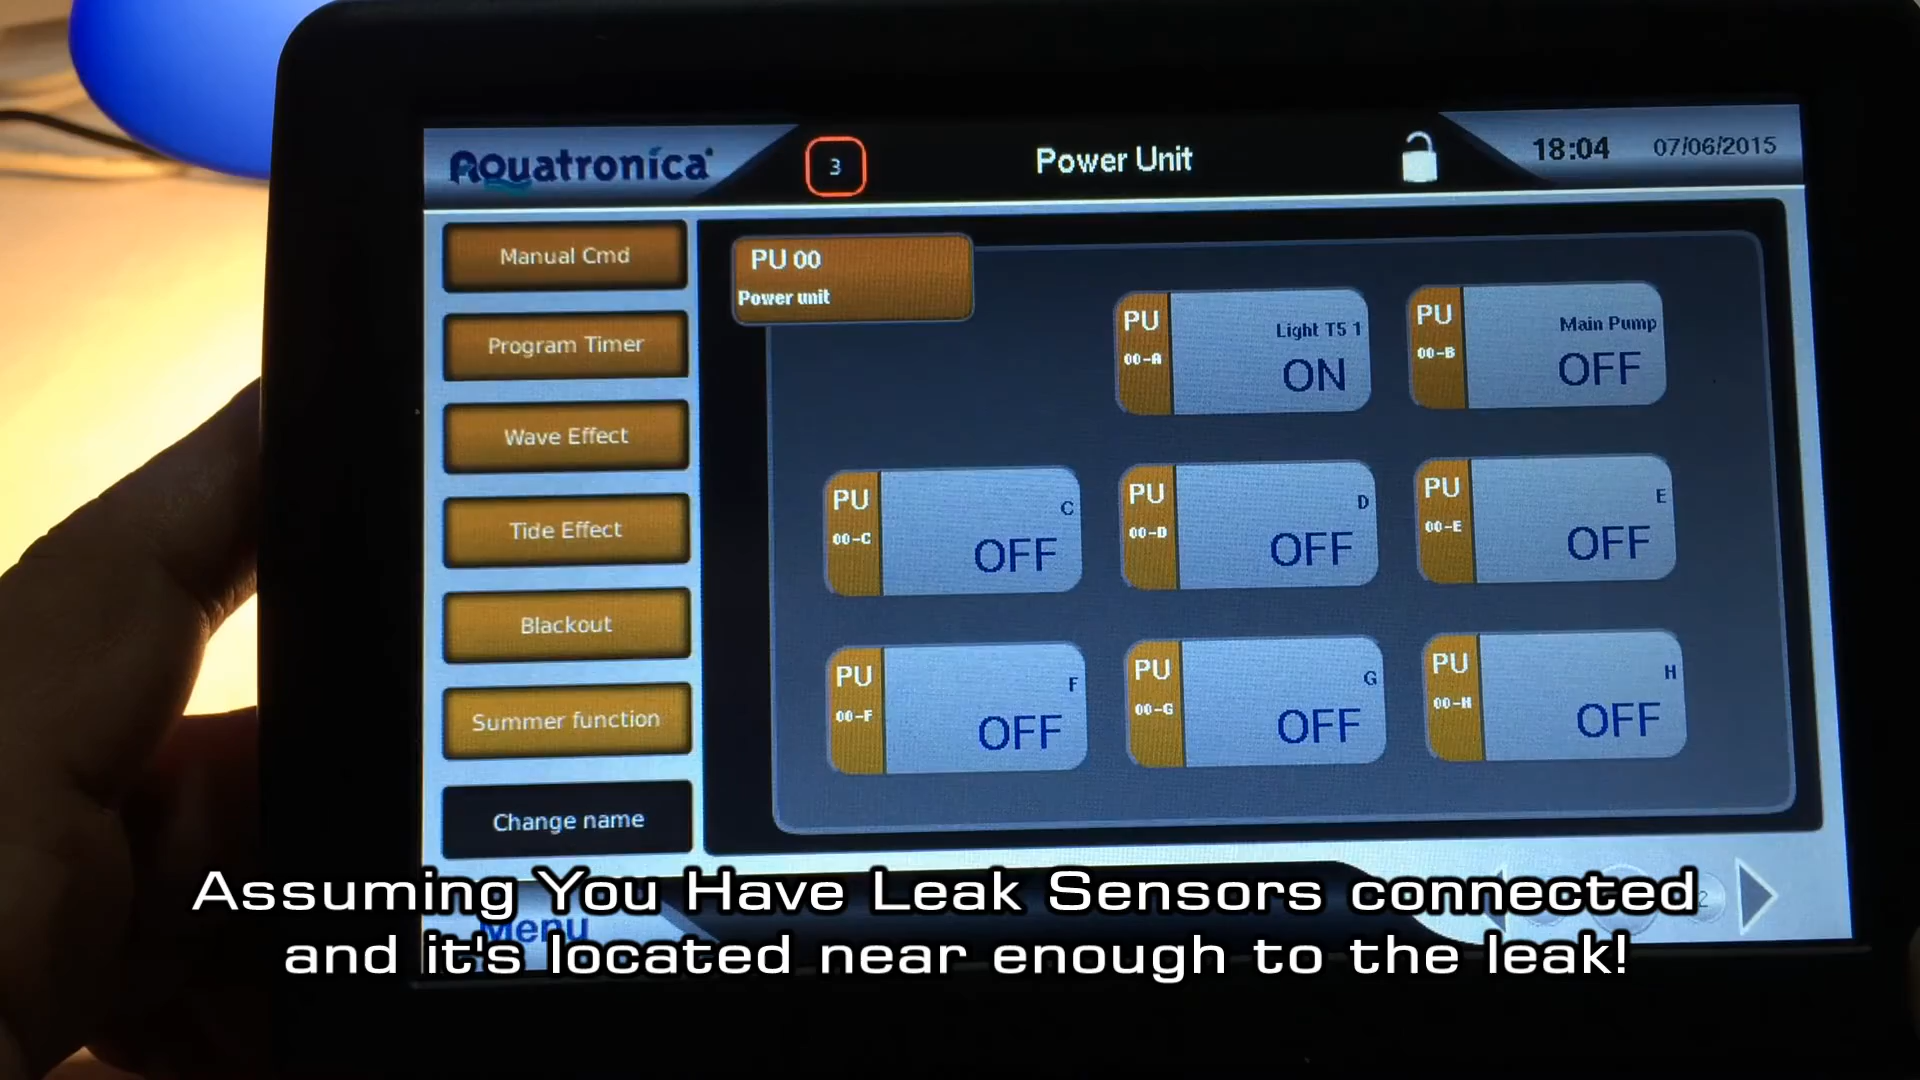 Aquatronica
3
Power Unit
18:04
07/06/2015
Manual Cmd
Program Timer
Wave Effect
Tide Effect
Blackout
Summer function
Change name
PU 00
Power unit
PU
00-A
Light T5 1
ON
PU
00-B
Main Pump
OFF
PU
00-C
C
OFF
PU
00-D
D
OFF
PU
00-E
E
OFF
PU
00-F
F
OFF
PU
00-G
G
OFF
PU
00-H
H
OFF
Menu
2
Assuming You Have Leak Sensors connected
and it's located near enough to the leak!